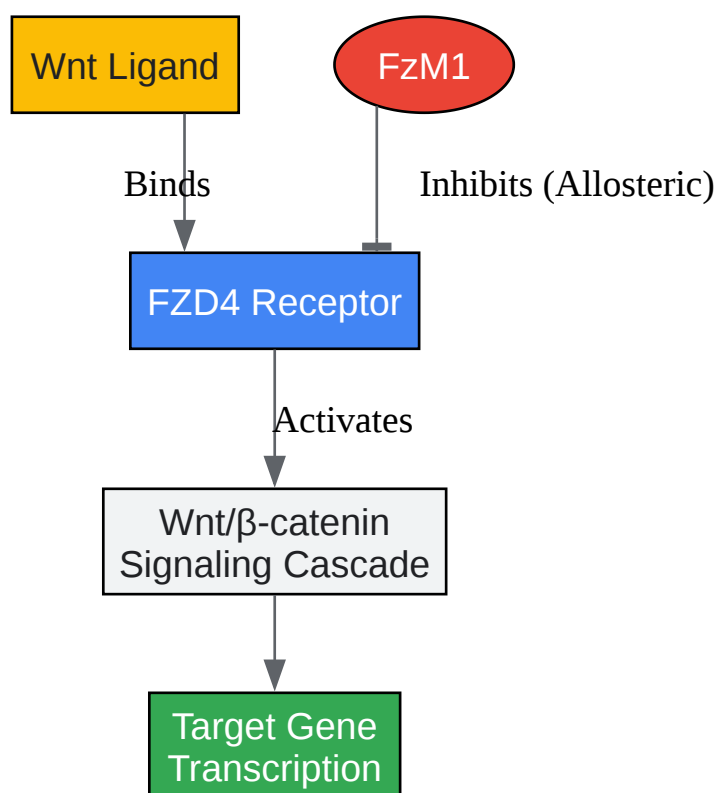 Wnt Ligand
FzM1
Binds
Inhibits (Allosteric)
FZD4 Receptor
Activates
Wnt/β-catenin
Signaling Cascade
Target Gene
Transcription